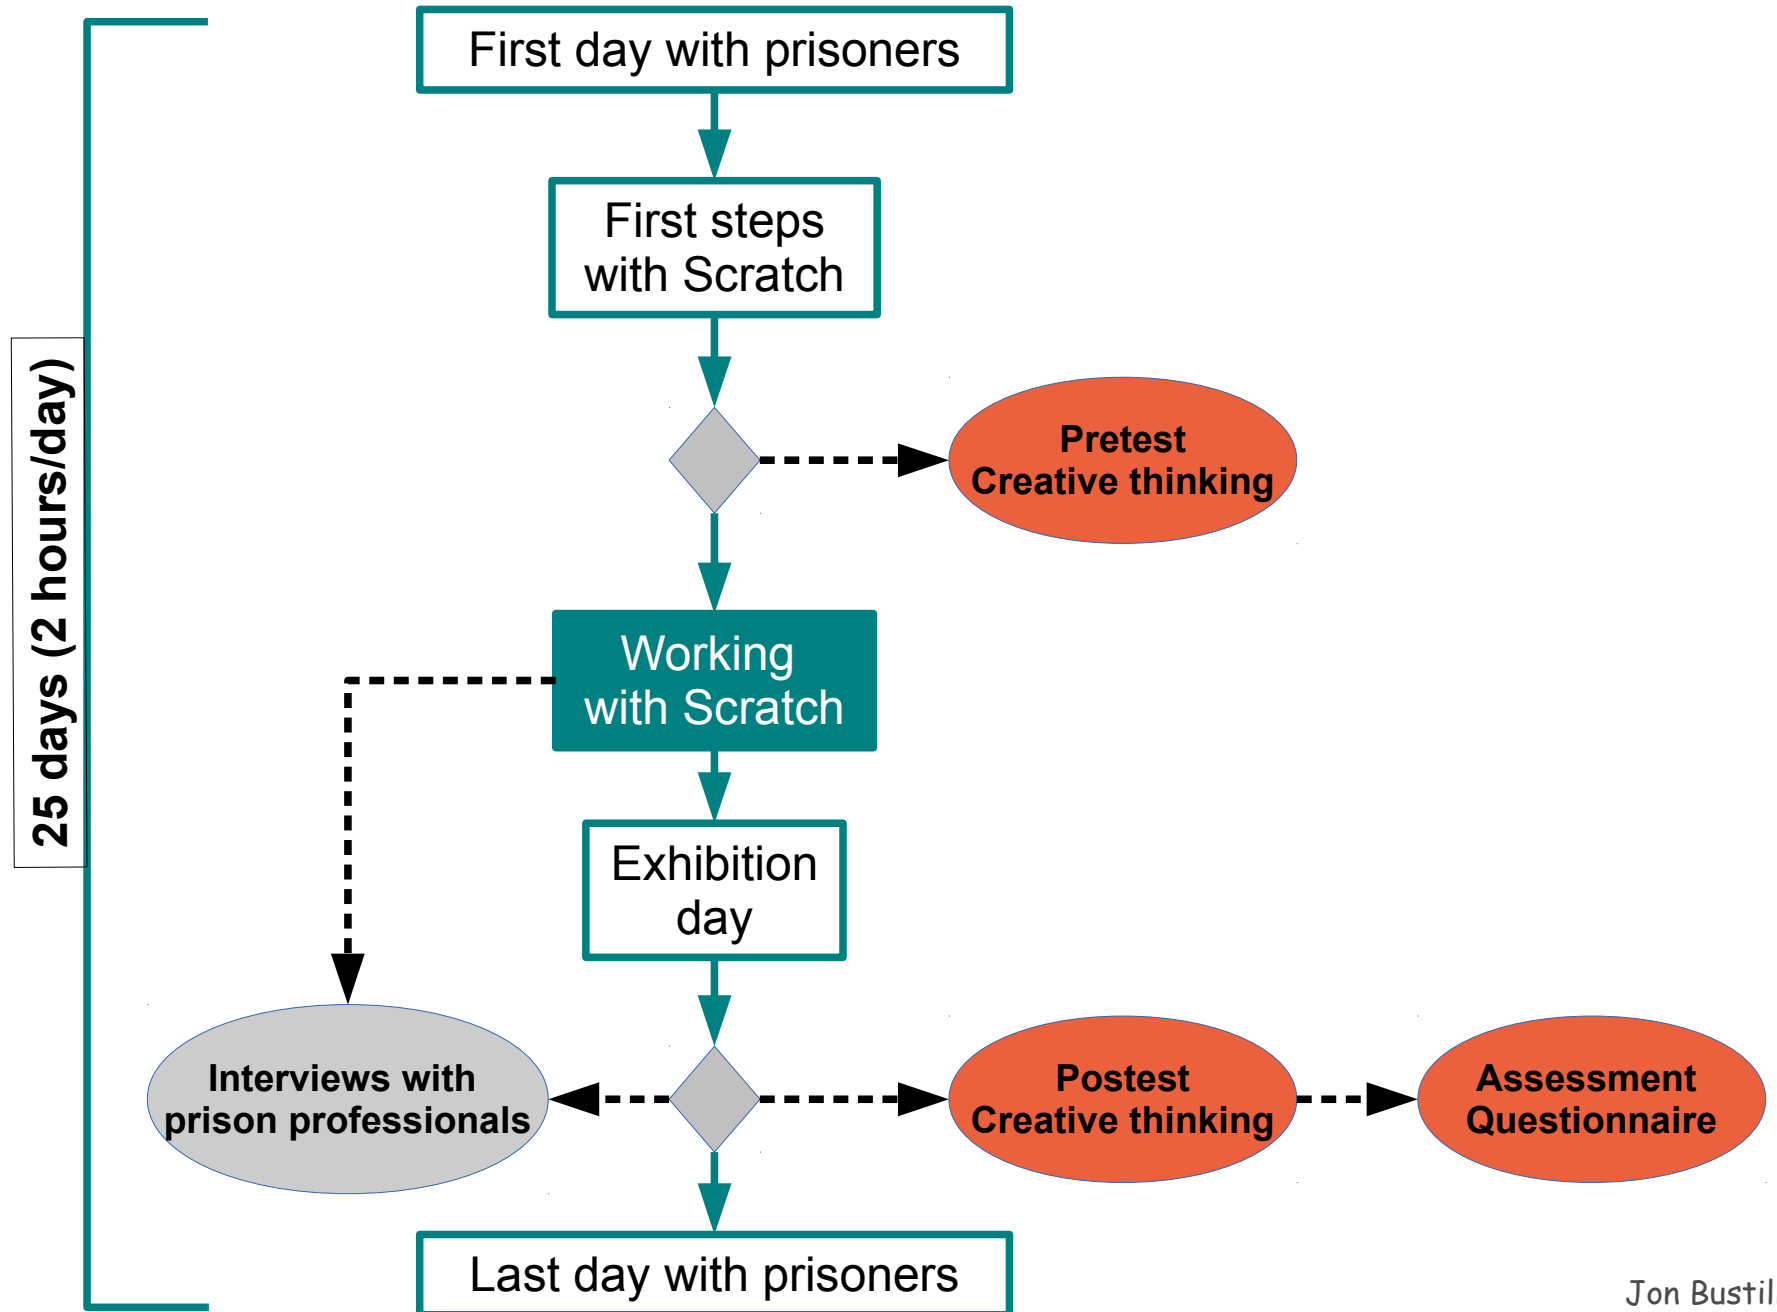 First day with prisoners
First steps
with Scratch
25 days (2 hours/day)
Pretest
Creative thinking
Working
with Scratch
Exhibition
day
Interviews with
prison professionals
Postest
Creative thinking
Assessment
Questionnaire
Last day with prisoners
Jon Bustil